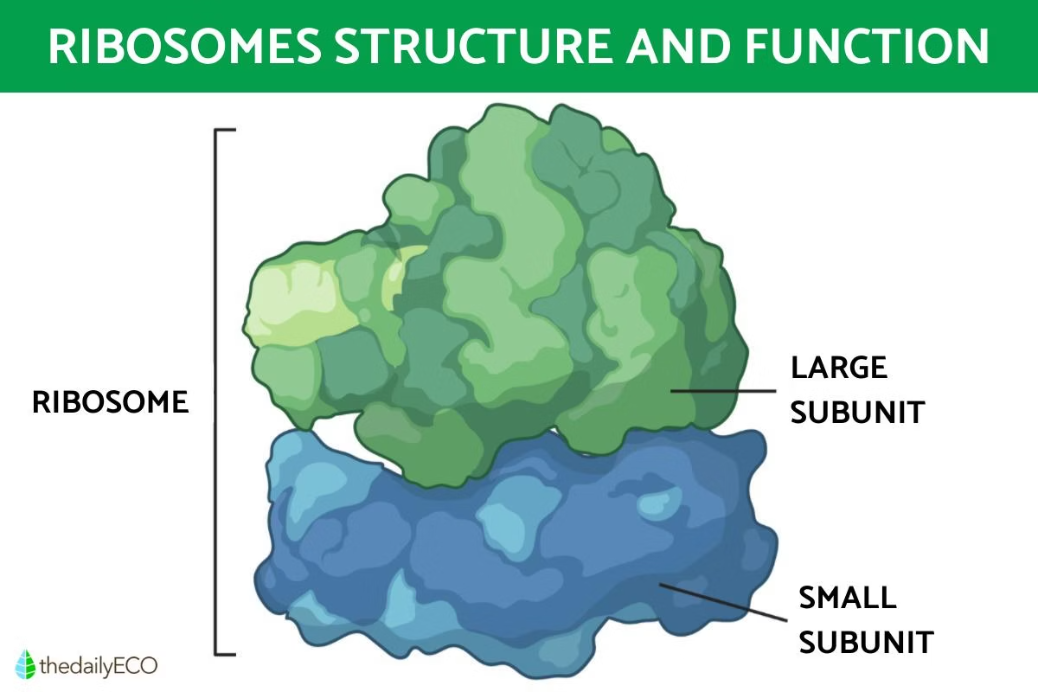 RIBOSOMES STRUCTURE AND FUNCTION
RIBOSOME
LARGE
SUBUNIT
SMALL
SUBUNIT
thedailyECO